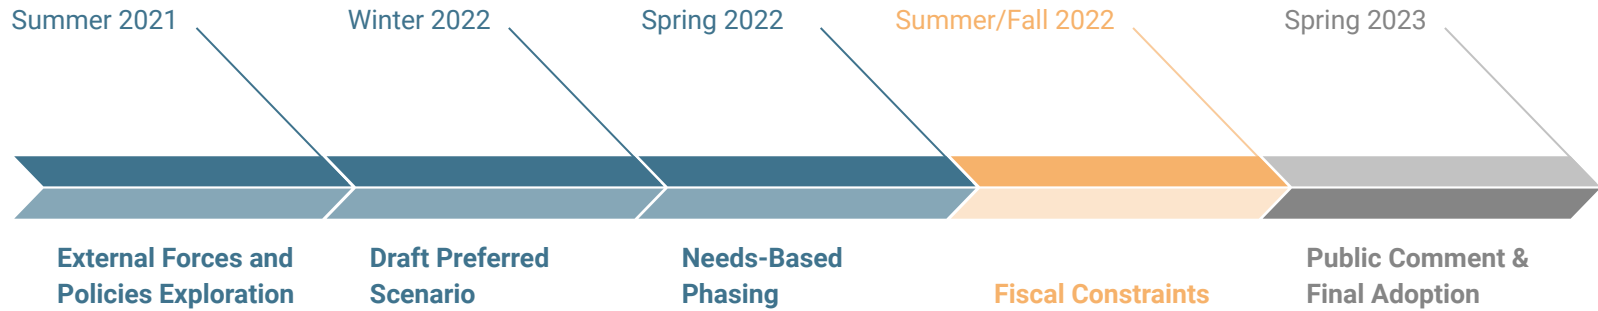 Summer 2021
Winter 2022
Spring 2022
Summer/Fall 2022
Spring 2023
External Forces and
Policies Exploration
Draft Preferred
Scenario
Needs-Based
Phasing
Fiscal Constraints
Public Comment &
Final Adoption